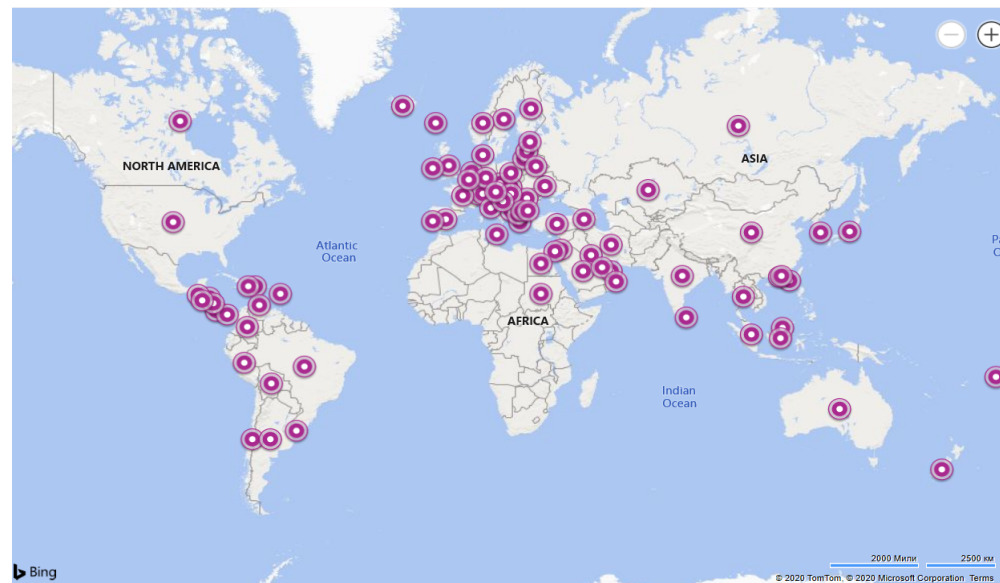 NORTH AMERICA
ASIA
Atlantic
Ocean
AFRICA
Indian
Ocean
Bing
2000 Мили
2500 км
© 2020 TomTom, © 2020 Microsoft Corporation Terms